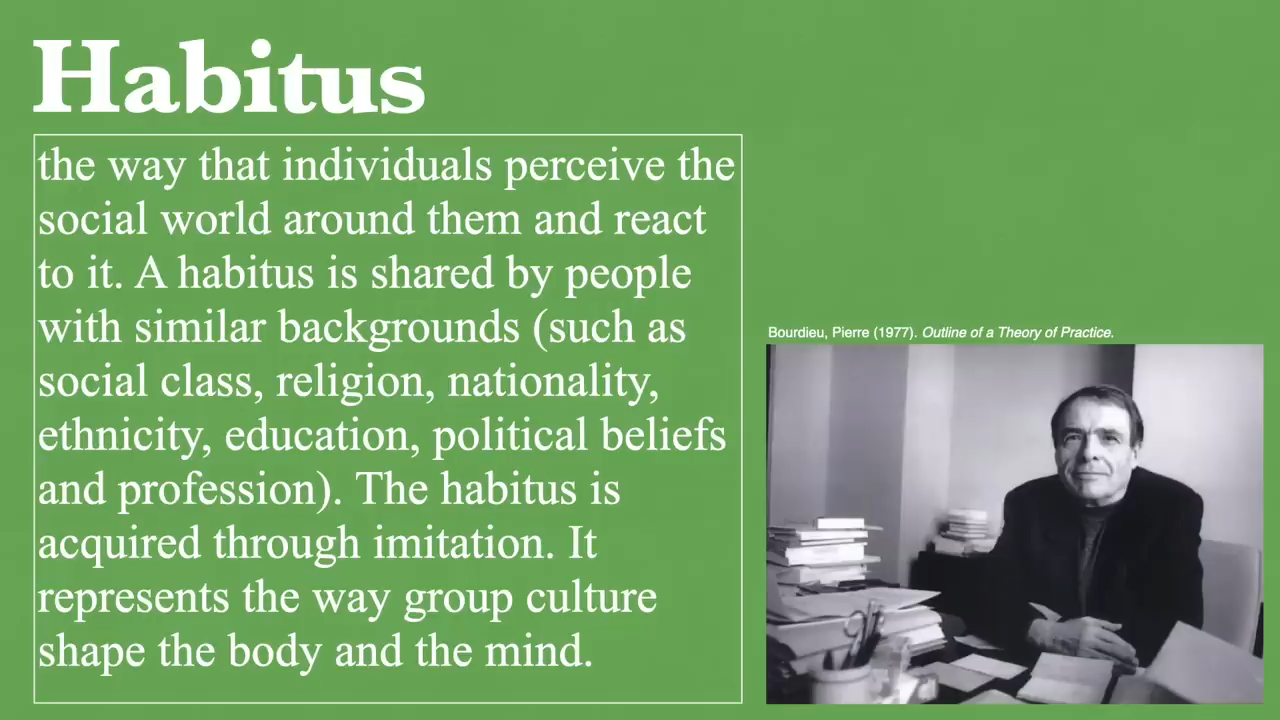 Habitus
the way that individuals perceive the
social world around them and react
to it. A habitus is shared by people
with similar backgrounds (such as
social class, religion, nationality,
ethnicity, education, political beliefs
and profession). The habitus is
acquired through imitation. It
represents the way group culture
shape the body and the mind.
Bourdieu, Pierre (1977). Outline of a Theory of Practice.